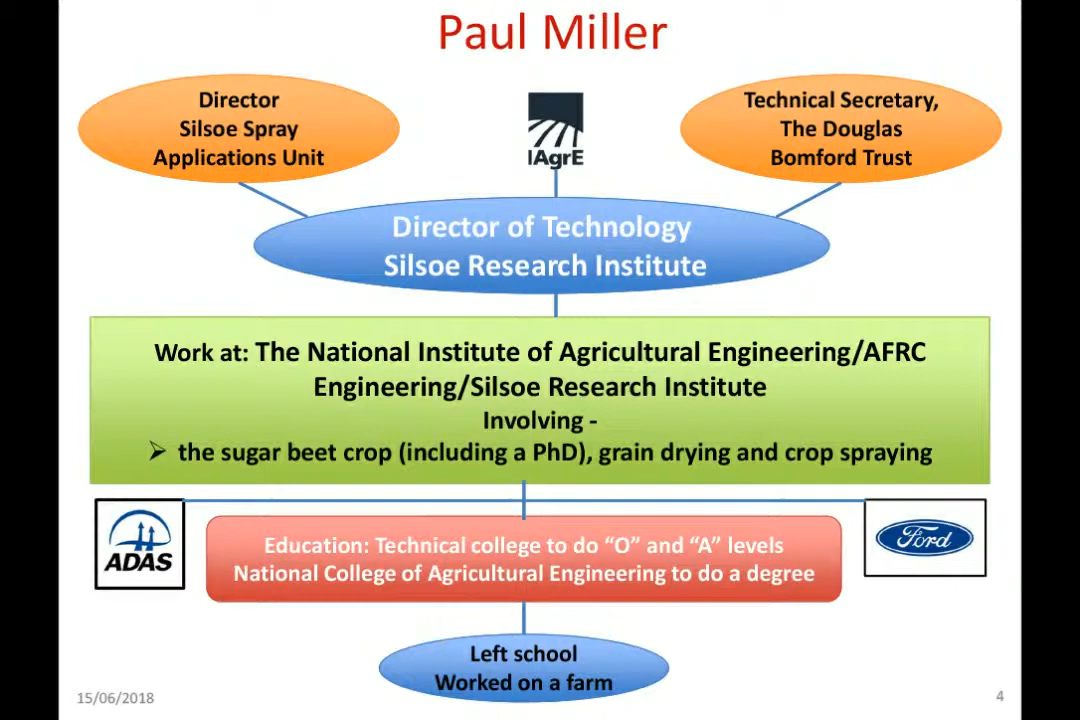 Paul Miller
Director
Silsoe Spray
Applications Unit
IAgrE
Technical Secretary,
The Douglas
Bomford Trust
Director of Technology
Silsoe Research Institute
Work at: The National Institute of Agricultural Engineering/AFRC
Engineering/Silsoe Research Institute
Involving -
➢ the sugar beet crop (including a PhD), grain drying and crop spraying
ADAS
Education: Technical college to do “O” and “A” levels
National College of Agricultural Engineering to do a degree
Ford
Left school
Worked on a farm
15/06/2018
4